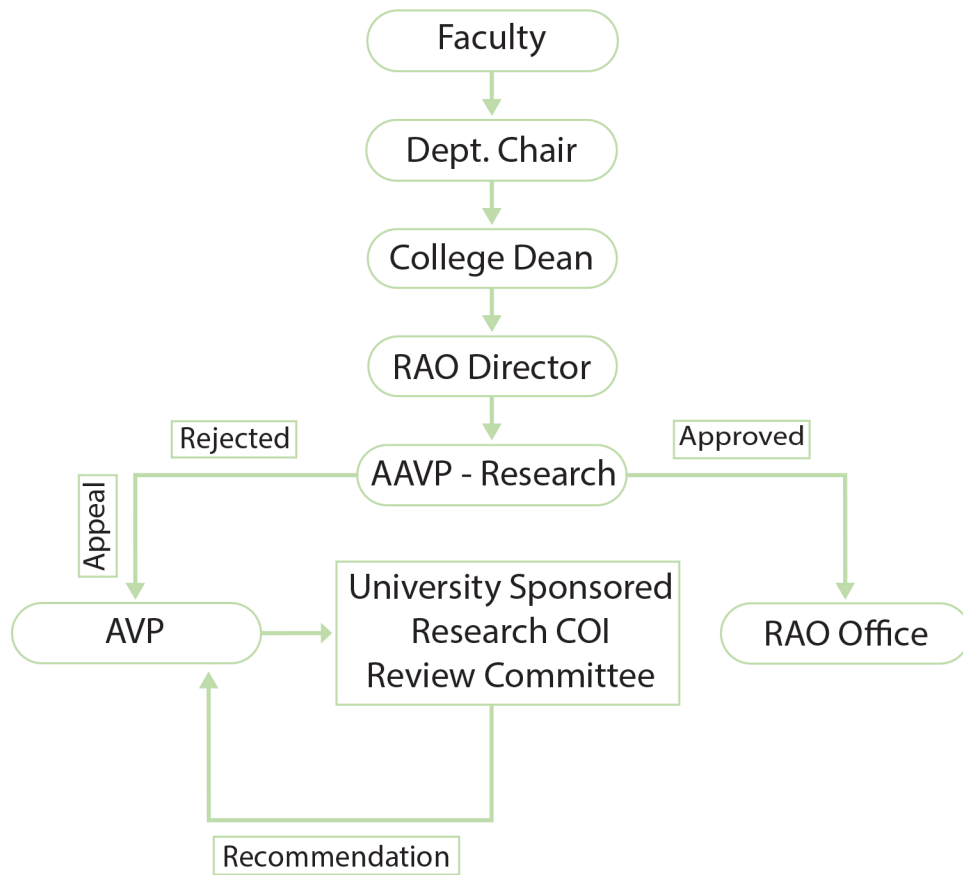 Faculty
Dept. Chair
College Dean
RAO Director
Rejected
Approved
AAVP - Research
Appeal
AVP
University Sponsored
Research COI
Review Committee
RAO Office
Recommendation